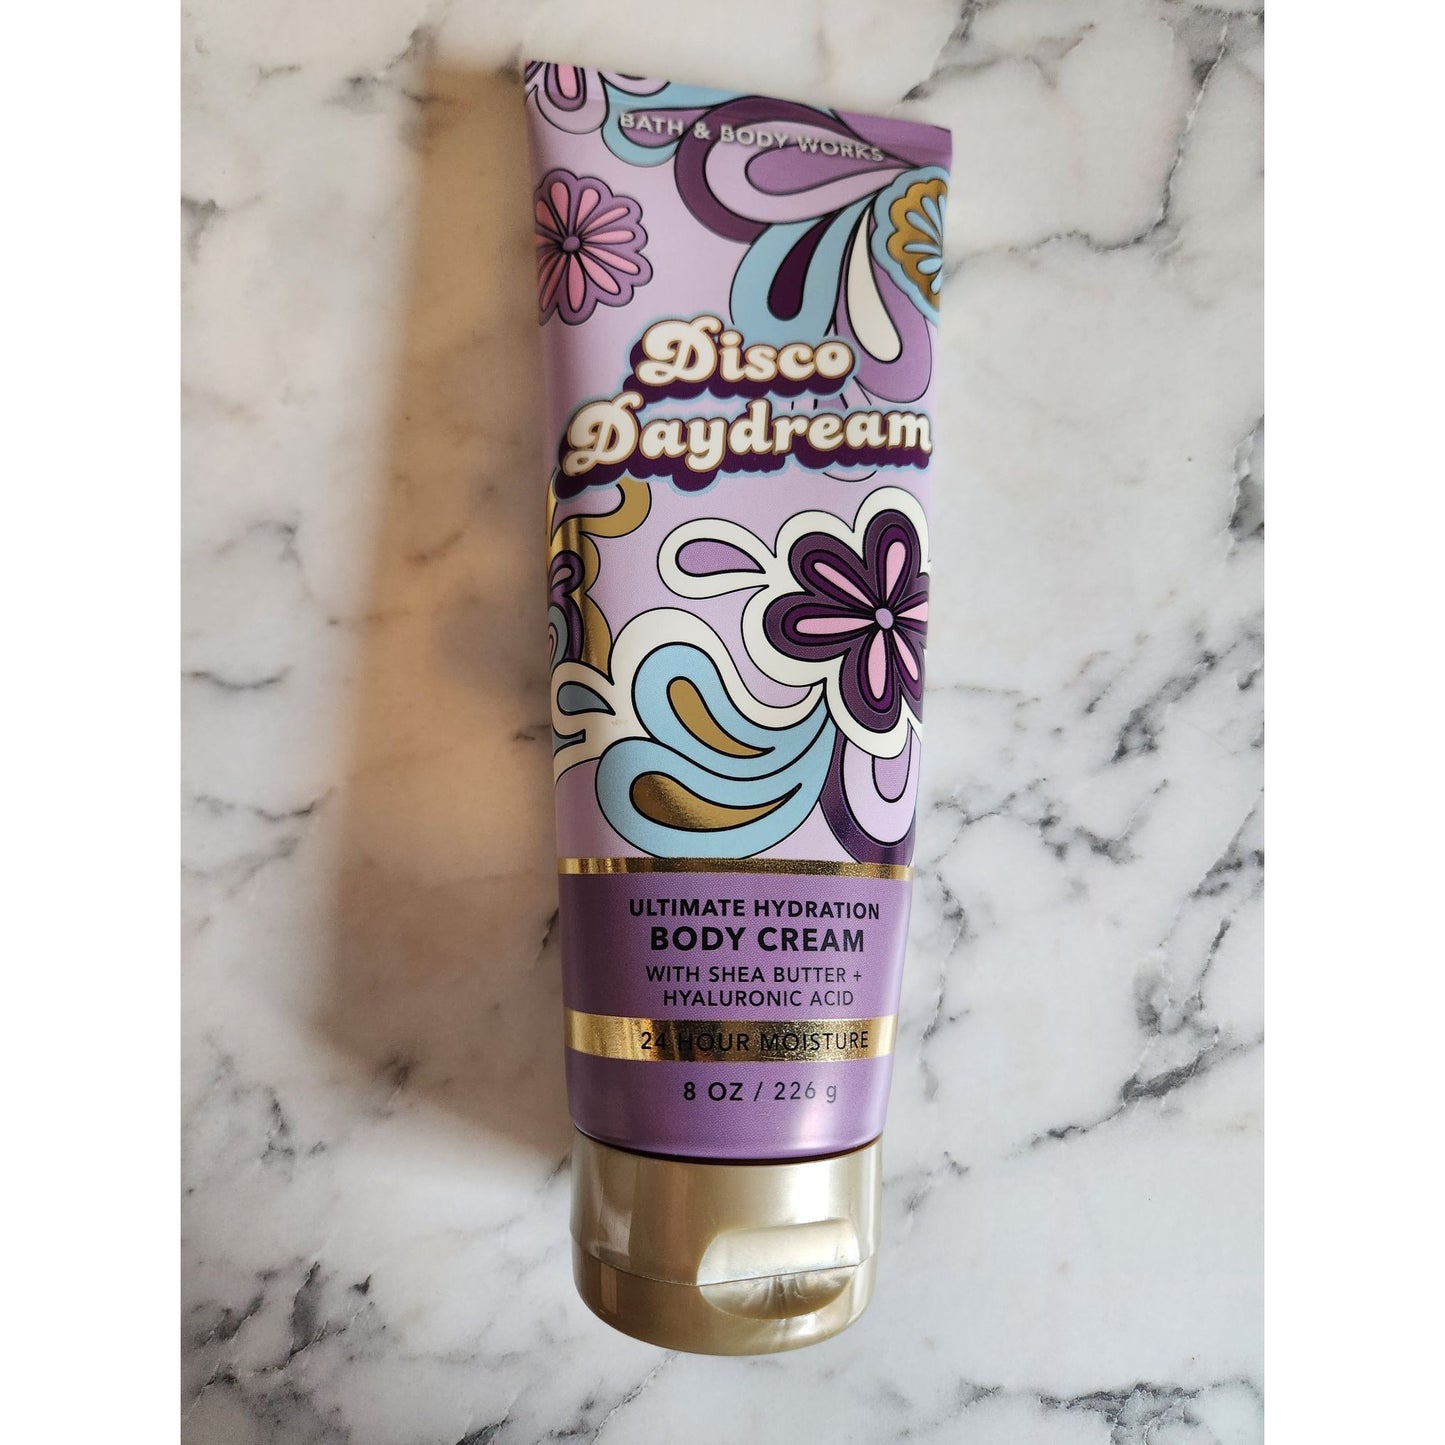 BATH & BODY WORKS
Disco
Daydream
ULTIMATE HYDRATION
BODY CREAM
WITH SHEA BUTTER +
HYALURONIC ACID
24 HOUR MOISTURE
8 OZ / 226 g